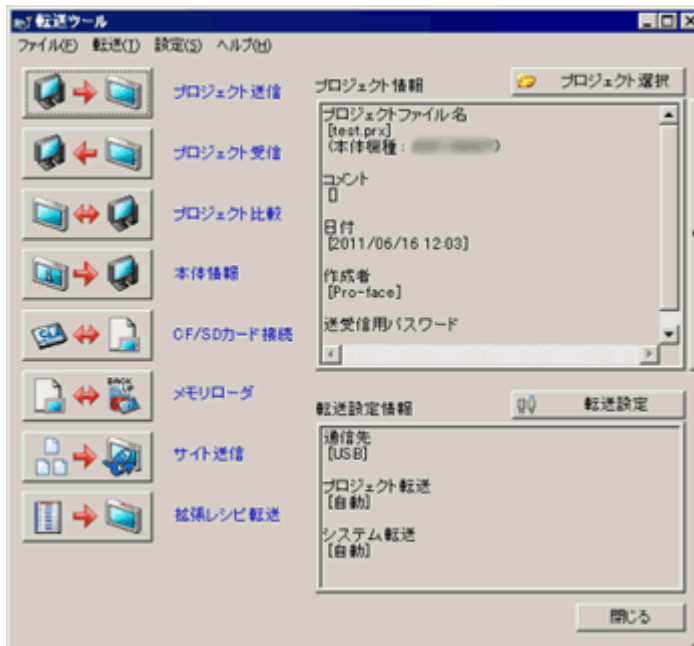 転送ツール
ファイル(F) 転送(T) 設定(S) ヘルプ(H)
プロジェクト送信
プロジェクト受信
プロジェクト比較
本体情報
CF/SDカード接続
メモリローダ
サイト送信
拡張レシピ転送
プロジェクト情報
プロジェクト選択
プロジェクトファイル名
[test.prx]
(本体機種: )
コメント
[]
日付
[2011/06/16 12:03]
作成者
[Pro-face]
送受信用パスワード
転送設定情報
転送設定
通信先
[USB]
プロジェクト転送
[自動]
システム転送
[自動]
閉じる